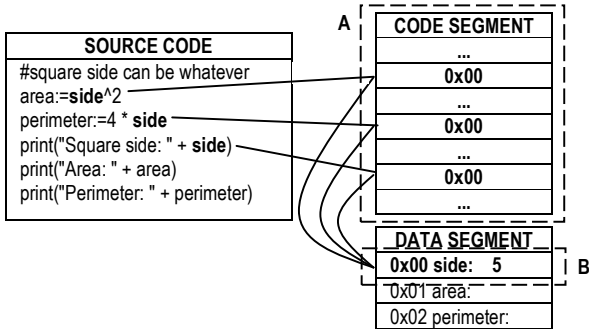 SOURCE CODE
#square side can be whatever
area:=side^2
perimeter:=4 * side
print("Square side: " + side)
print("Area: " + area)
print("Perimeter: " + perimeter)
A
CODE SEGMENT
...
0x00
...
0x00
...
0x00
...
DATA SEGMENT
0x00 side: 5
B
0x01 area:
0x02 perimeter: